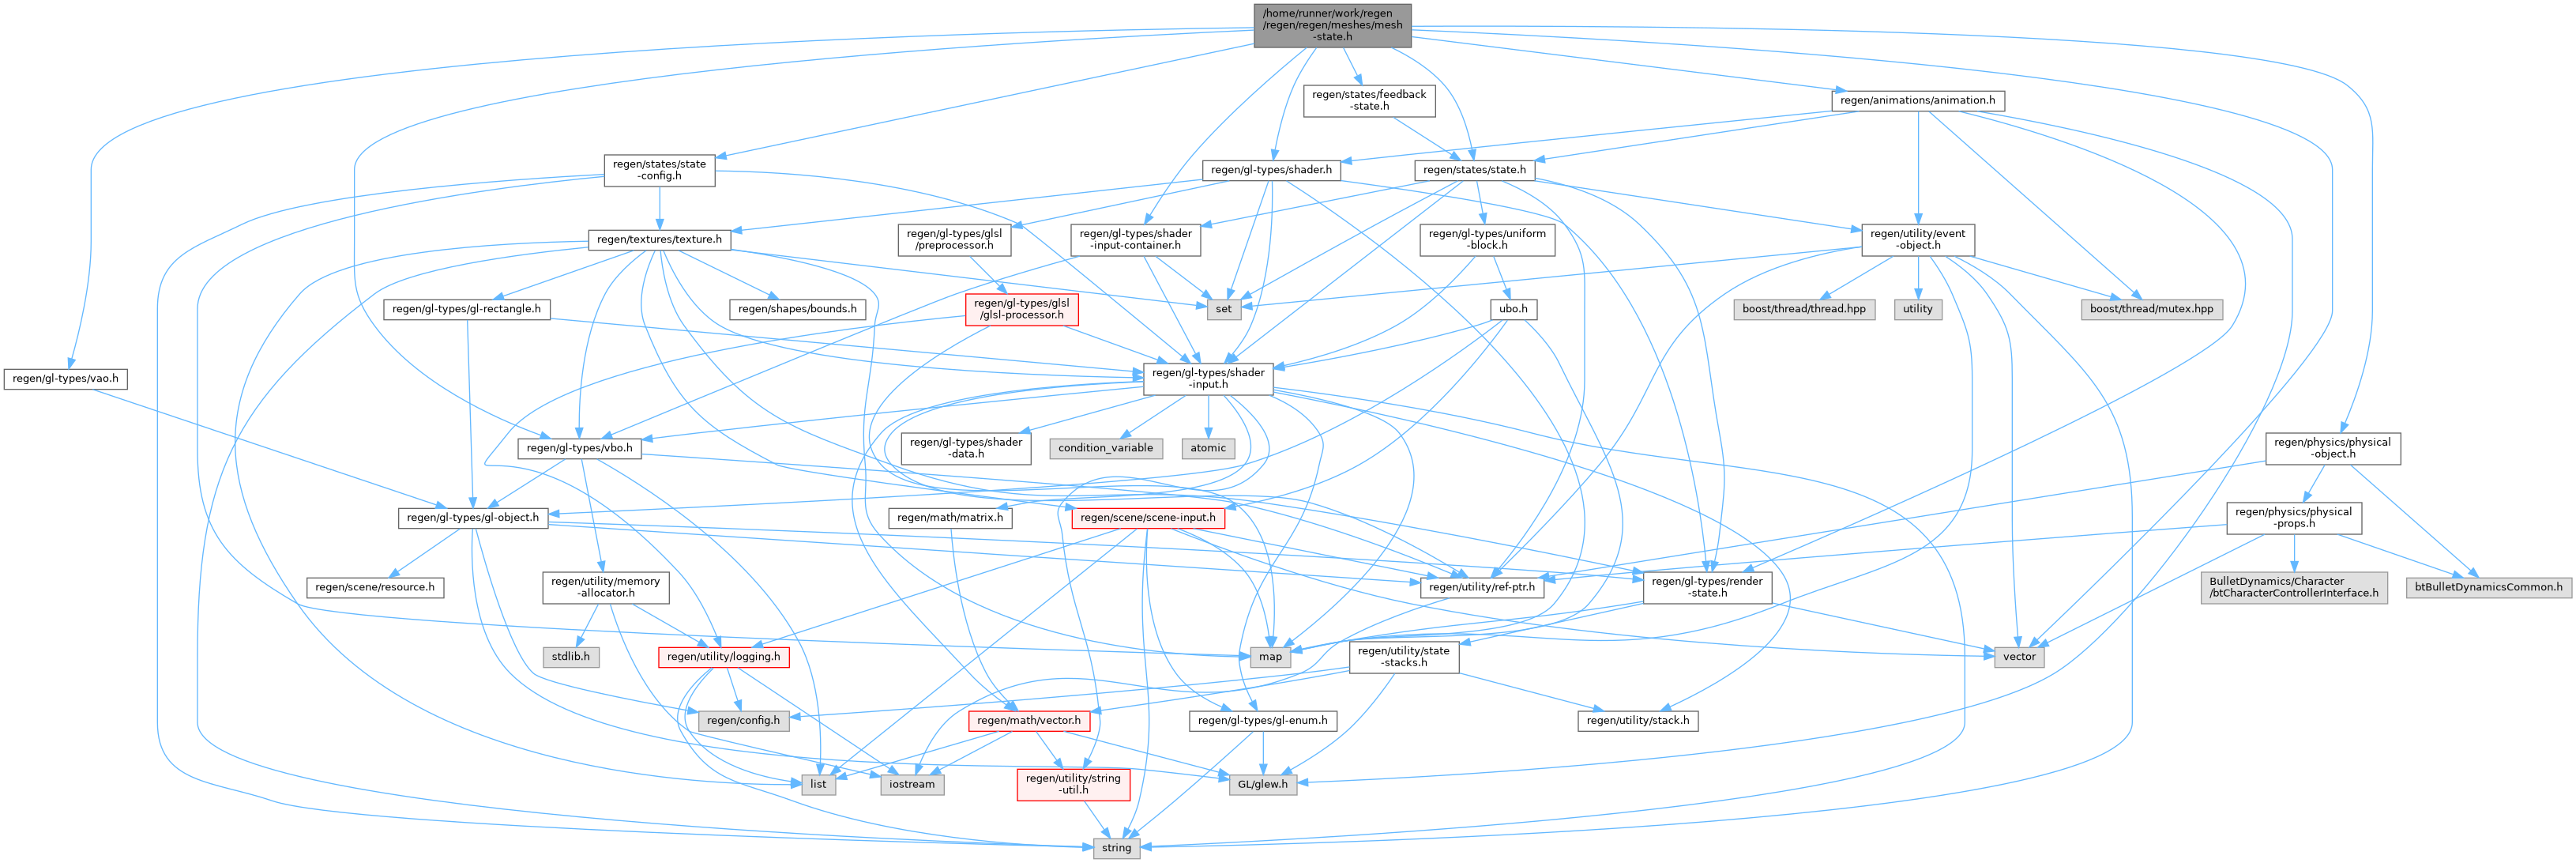 /home/runner/work/regen
/regen/regen/meshes/mesh
-state.h
regen/states/feedback
-state.h
regen/animations/animation.h
regen/states/state
-config.h
regen/gl-types/shader.h
regen/states/state.h
regen/textures/texture.h
regen/gl-types/glsl
/preprocessor.h
regen/gl-types/shader
-input-container.h
regen/gl-types/uniform
-block.h
regen/utility/event
-object.h
regen/gl-types/gl-rectangle.h
regen/shapes/bounds.h
regen/gl-types/glsl
/glsl-processor.h
set
ubo.h
boost/thread/thread.hpp
utility
boost/thread/mutex.hpp
regen/gl-types/vao.h
regen/gl-types/shader
-input.h
regen/gl-types/vbo.h
regen/gl-types/shader
-data.h
condition_variable
atomic
regen/physics/physical
-object.h
regen/gl-types/gl-object.h
regen/math/matrix.h
regen/scene/scene-input.h
regen/physics/physical
-props.h
regen/scene/resource.h
regen/utility/memory
-allocator.h
regen/utility/ref-ptr.h
regen/gl-types/render
-state.h
BulletDynamics/Character
/btCharacterControllerInterface.h
btBulletDynamicsCommon.h
stdlib.h
regen/utility/logging.h
map
regen/utility/state
-stacks.h
vector
regen/config.h
regen/math/vector.h
regen/gl-types/gl-enum.h
regen/utility/stack.h
list
iostream
regen/utility/string
-util.h
GL/glew.h
string